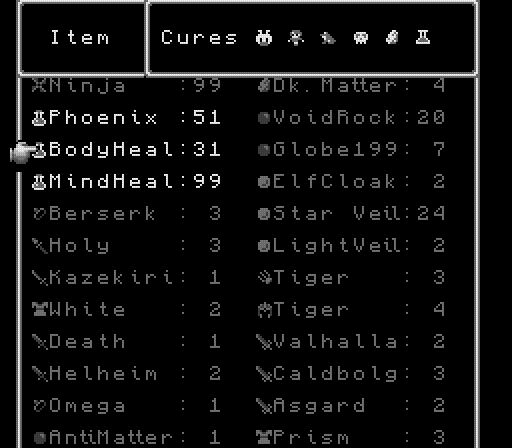 Item Cures
Ninja :99 Dk. Matter: 4
Phoenix :51 VoidRock:20
BodyHeal:31 Globe199: 7
MindHeal:99 ElfCloak: 2
Berserk : 3 Star Veil:24
Holy : 3 LightVeil: 2
Kazekiri: 1 Tiger : 3
White : 2 Tiger : 4
Death : 1 Valhalla: 2
Helheim : 2 Caldbolg: 3
Omega : 1 Asgard : 2
AntiMatter: 1 Prism : 3